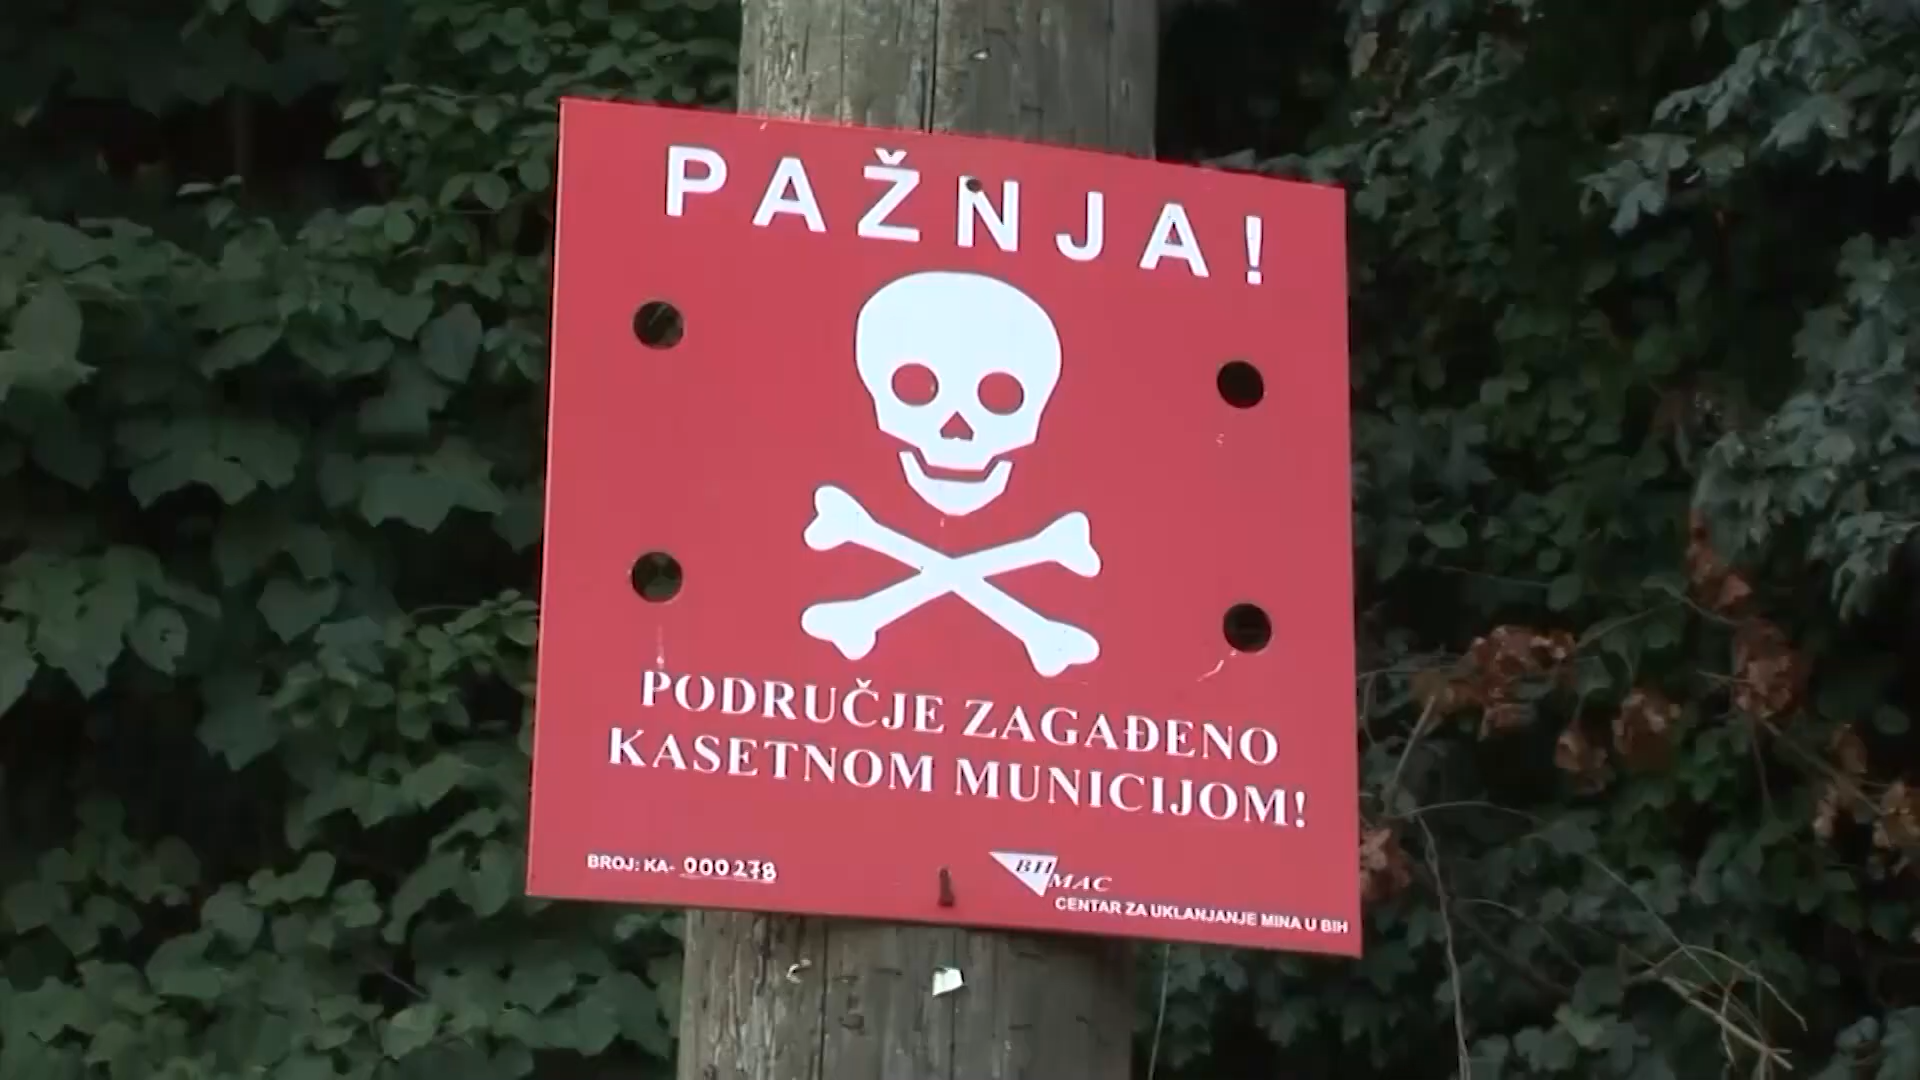 PAŽNJA!
PODRUČJE ZAGAĐENO
KASETNOM MUNICIJOM!
BROJ: KA- 000278
BH MAC
CENTAR ZA UKLANJANJE MINA U BIH